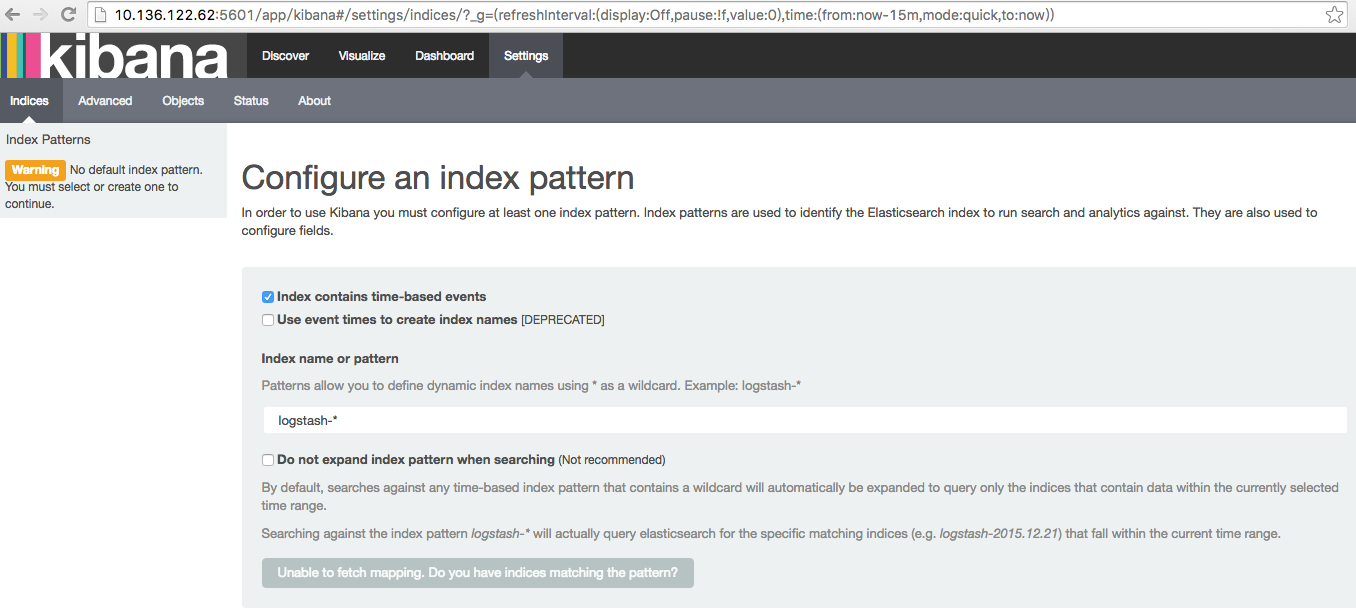 10.136.122.62:5601/app/kibana#/settings/indices/?_g=(refreshInterval:(display:Off,pause:!f,value:0),time:(from:now-15m,mode:quick,to:now))
kibana Discover Visualize Dashboard Settings
Indices Advanced Objects Status About
Index Patterns
Warning No default index pattern.
You must select or create one to
continue.
Configure an index pattern
In order to use Kibana you must configure at least one index pattern. Index patterns are used to identify the Elasticsearch index to run search and analytics against. They are also used to
configure fields.
Index contains time-based events
Use event times to create index names [DEPRECATED]
Index name or pattern
Patterns allow you to define dynamic index names using * as a wildcard. Example: logstash-*
logstash-*
Do not expand index pattern when searching (Not recommended)
By default, searches against any time-based index pattern that contains a wildcard will automatically be expanded to query only the indices that contain data within the currently selected
time range.
Searching against the index pattern logstash-* will actually query elasticsearch for the specific matching indices (e.g. logstash-2015.12.21) that fall within the current time range.
Unable to fetch mapping. Do you have indices matching the pattern?